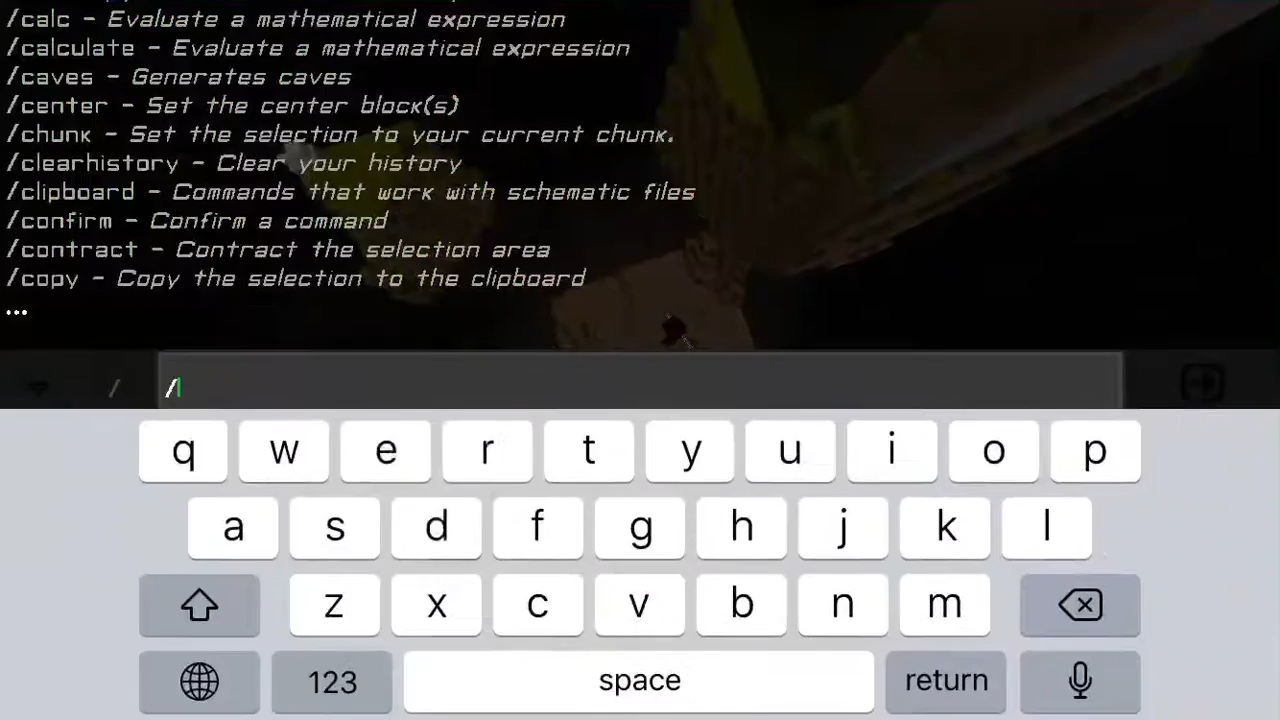 /calc - Evaluate a mathematical expression
/calculate - Evaluate a mathematical expression
/caves - Generates caves
/center - Set the center block(s)
/chunk - Set the selection to your current chunk.
/clearhistory - Clear your history
/clipboard - Commands that work with schematic files
/confirm - Confirm a command
/contract - Contract the selection area
/copy - Copy the selection to the clipboard
...
/ /
q w e r t y u i o p
a s d f g h j k l
z x c v b n m
123 space return